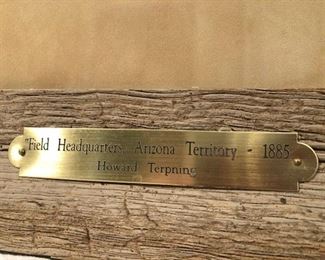 "Field Headquarters, Arizona Territory - 1885
Howard Terpning